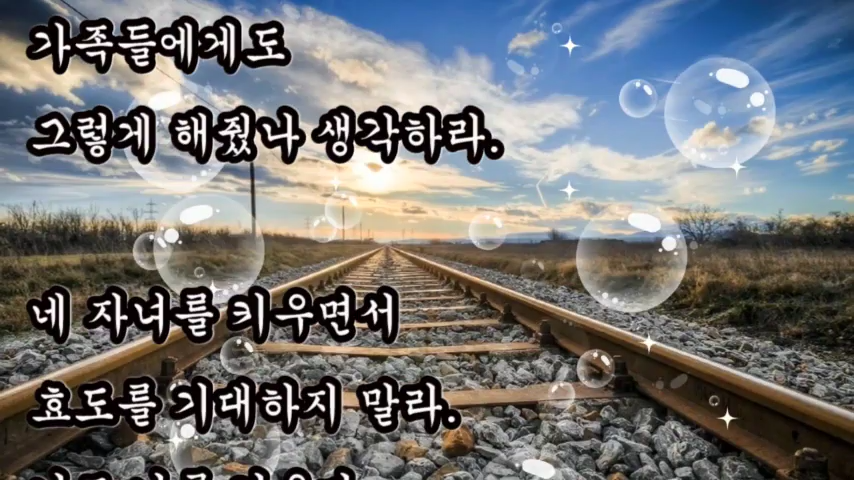 가족들에게도
그렇게 해줬나 생각하라.
네 자녀를 키우면서
효도를 기대하지 말라.